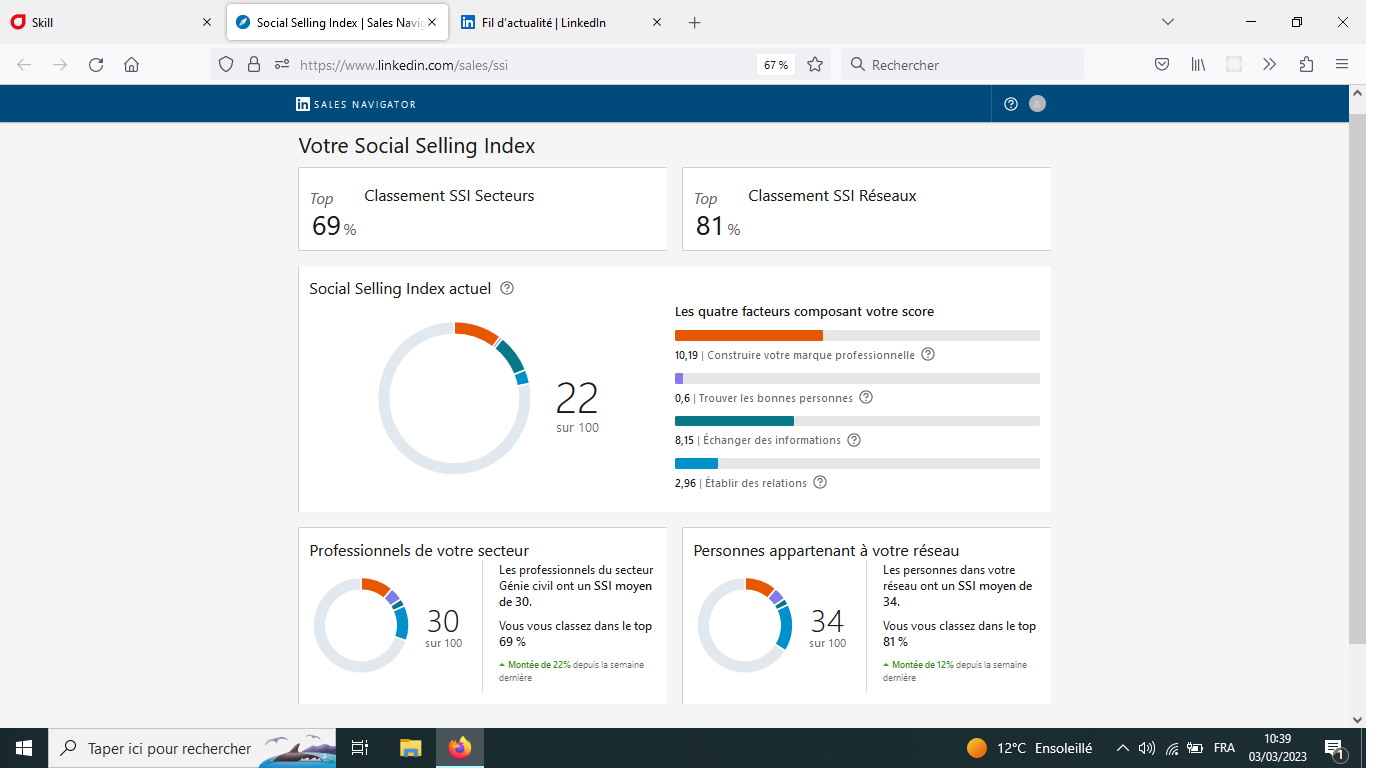 Skill
Social Selling Index | Sales Navig
Fil d'actualité | LinkedIn
https://www.linkedin.com/sales/ssi
67 %
Rechercher
in SALES NAVIGATOR
Votre Social Selling Index
Top
69 %
Classement SSI Secteurs
Top
81 %
Classement SSI Réseaux
Social Selling Index actuel
22
sur 100
Les quatre facteurs composant votre score
10,19 | Construire votre marque professionnelle
0,6 | Trouver les bonnes personnes
8,15 | Échanger des informations
2,96 | Établir des relations
Professionnels de votre secteur
30
sur 100
Les professionnels du secteur
Génie civil ont un SSI moyen
de 30.
Vous vous classez dans le top
69 %
Montée de 22% depuis la semaine
dernière
Personnes appartenant à votre réseau
34
sur 100
Les personnes dans votre
réseau ont un SSI moyen de
34.
Vous vous classez dans le top
81 %
Montée de 12% depuis la semaine
dernière
Taper ici pour rechercher
12°C Ensoleillé
FRA
10:39
03/03/2023
1